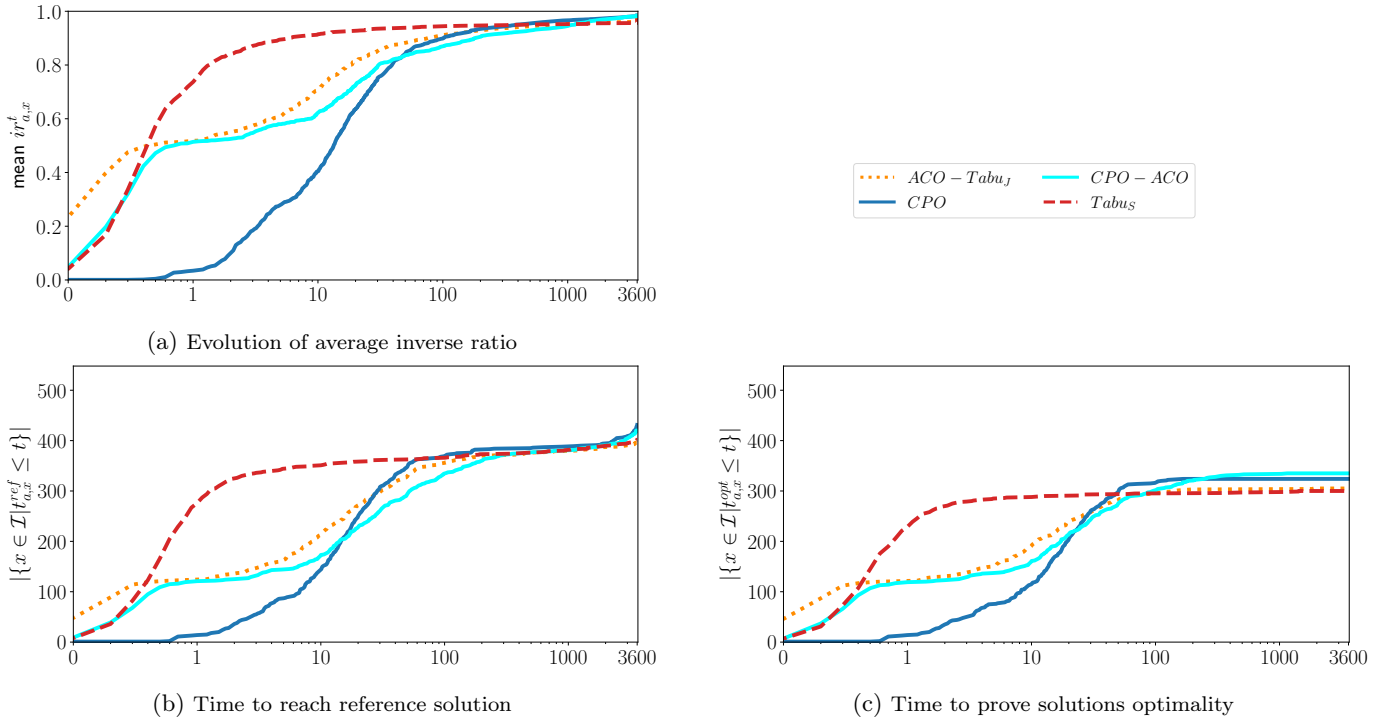 1.0
0.8
0.6
0.4
0.2
0.0
mean ir^t_{a,x}
0 1 10 100 1000 3600
(a) Evolution of average inverse ratio
ACO − Tabu_J CPO − ACO
CPO Tabu_S
500
400
300
200
100
0
|{x ∈ I|t^{ref}_{a,x} ≤ t}|
0 1 10 100 1000 3600
(b) Time to reach reference solution
500
400
300
200
100
0
|{x ∈ I|t^{opt}_{a,x} ≤ t}|
0 1 10 100 1000 3600
(c) Time to prove solutions optimality